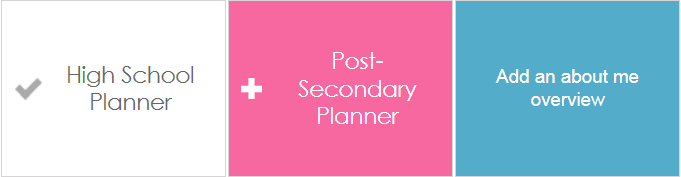 High School
Planner
Post-
Secondary
Planner
Add an about me
overview